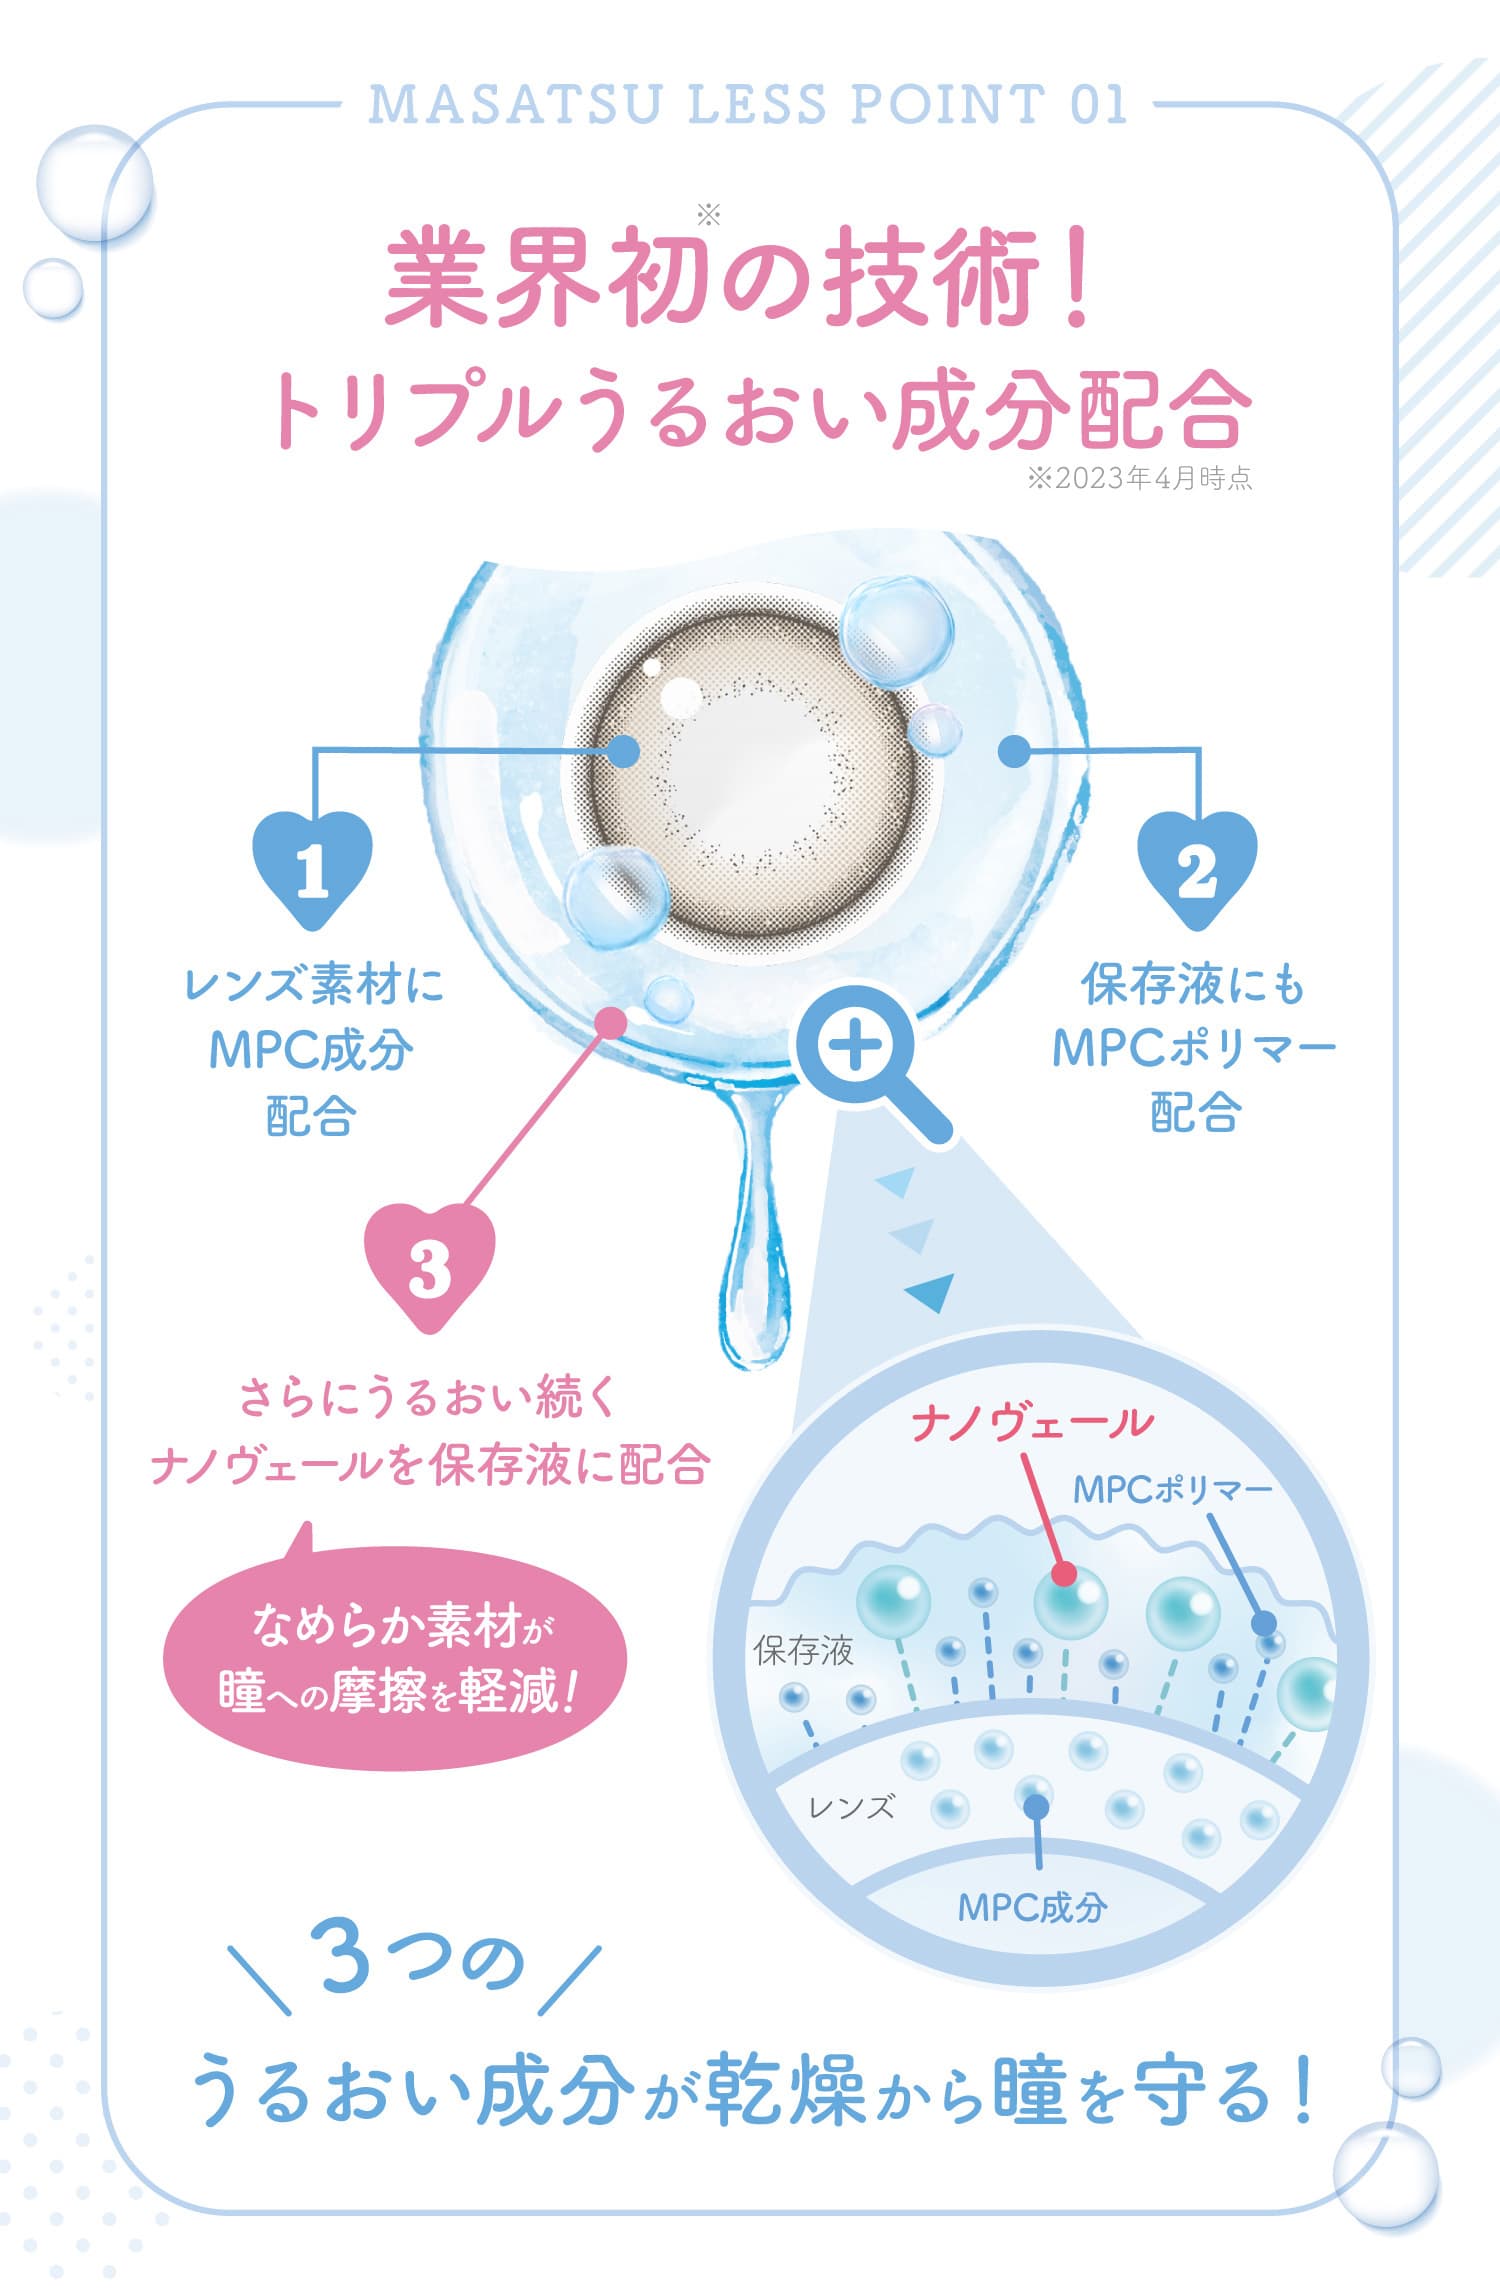 MASATSU LESS POINT 01
業界初※の技術！
トリプルうるおい成分配合
※2023年4月時点
1
レンズ素材に
MPC成分
配合
2
保存液にも
MPCポリマー
配合
3
さらにうるおい続く
ナノヴェールを保存液に配合
なめらか素材が
瞳への摩擦を軽減！
ナノヴェール
MPCポリマー
保存液
レンズ
MPC成分
3つの
うるおい成分が乾燥から瞳を守る！